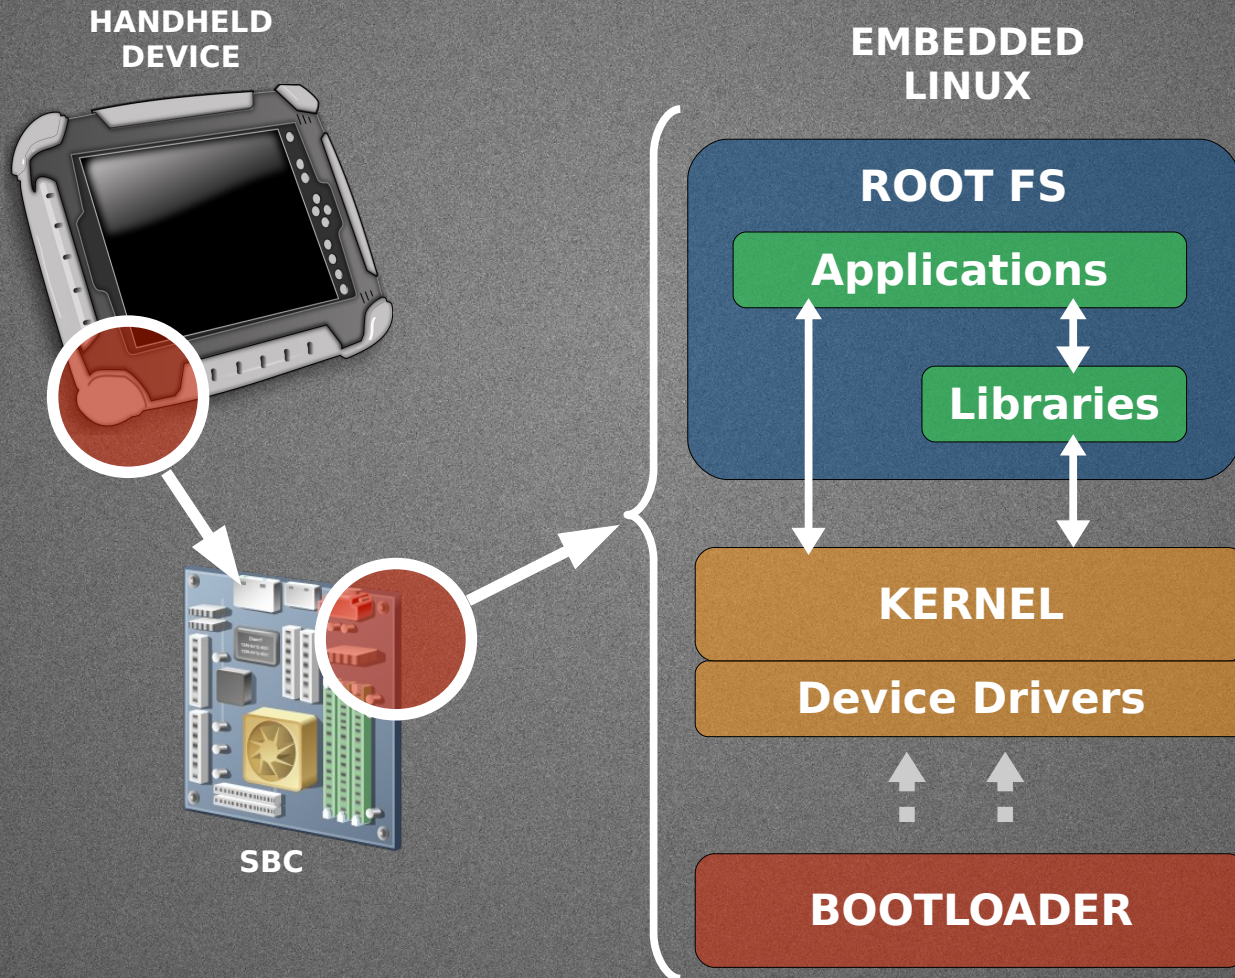 HANDHELD
DEVICE
EMBEDDED
LINUX
ROOT FS
Applications
Libraries
KERNEL
Device Drivers
BOOTLOADER
SBC